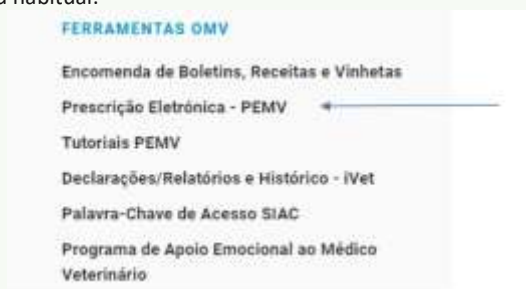 habitual.
FERRAMENTAS OMV
Encomenda de Boletins, Receitas e Vinhetas
Prescrição Eletrónica - PEMV
Tutoriais PEMV
Declarações/Relatórios e Histórico - iVet
Palavra-Chave de Acesso SIAC
Programa de Apoio Emocional ao Médico
Veterinário